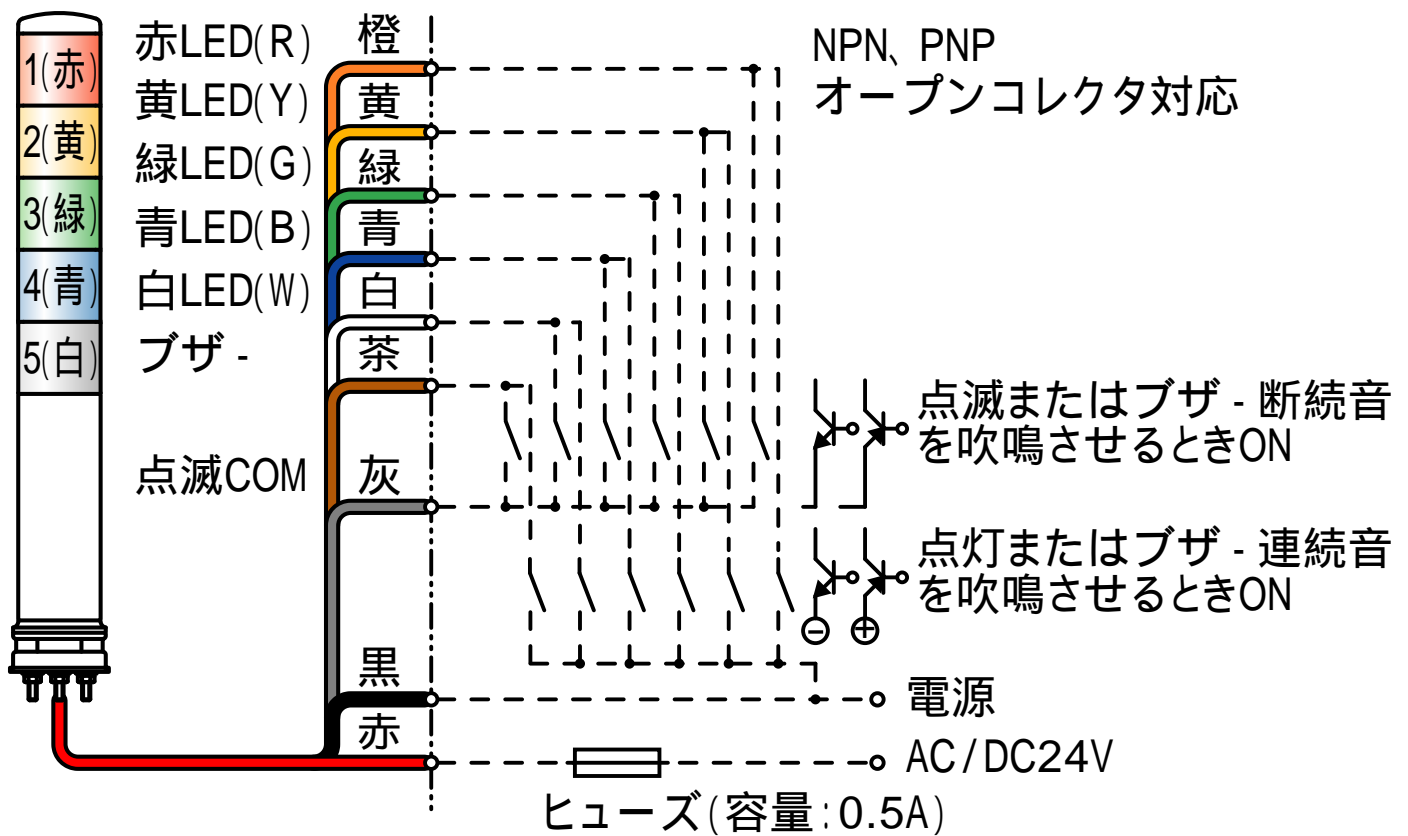 1(赤)
2(黄)
3(緑)
4(青)
5(白)
赤LED(R)
黄LED(Y)
緑LED(G)
青LED(B)
白LED(W)
ブザ-
点滅COM
橙
黄
緑
青
白
茶
灰
黒
赤
NPN、PNP
オープンコレクタ対応
点滅またはブザ-断続音
を吹鳴させるときON
点灯またはブザ-連続音
を吹鳴させるときON
電源
AC/DC24V
ヒューズ(容量:0.5A)